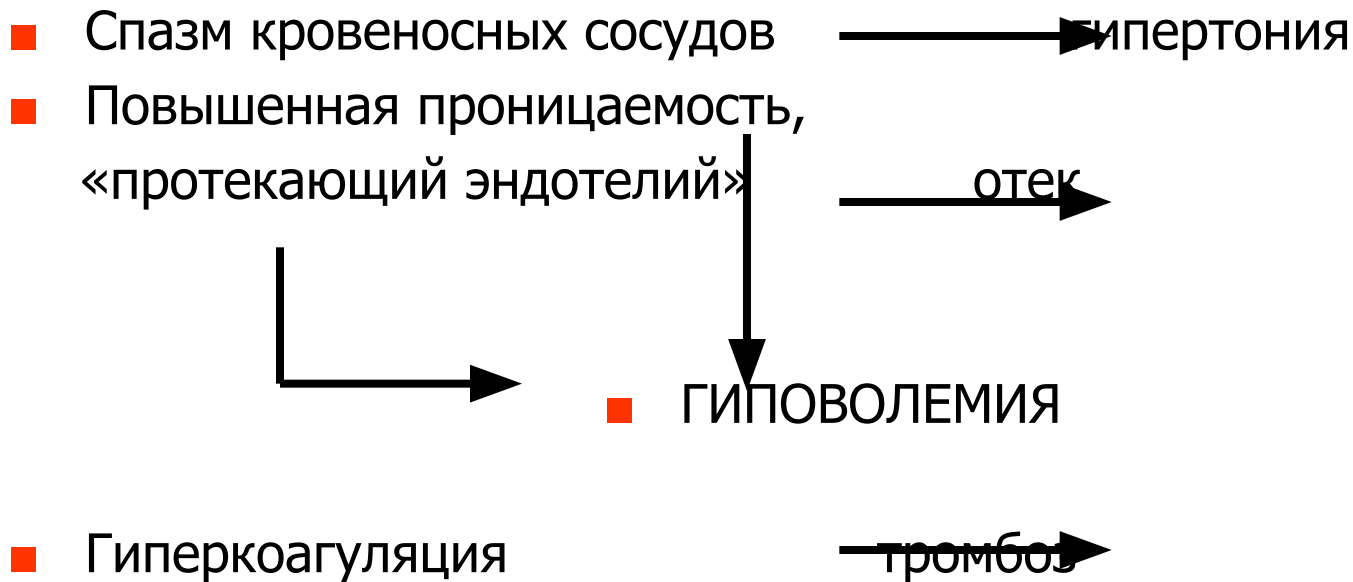 Спазм кровеносных сосудов гипертония
Повышенная проницаемость,
«протекающий эндотелий» отек
ГИПОВОЛЕМИЯ
Гиперкоагуляция тромбоз